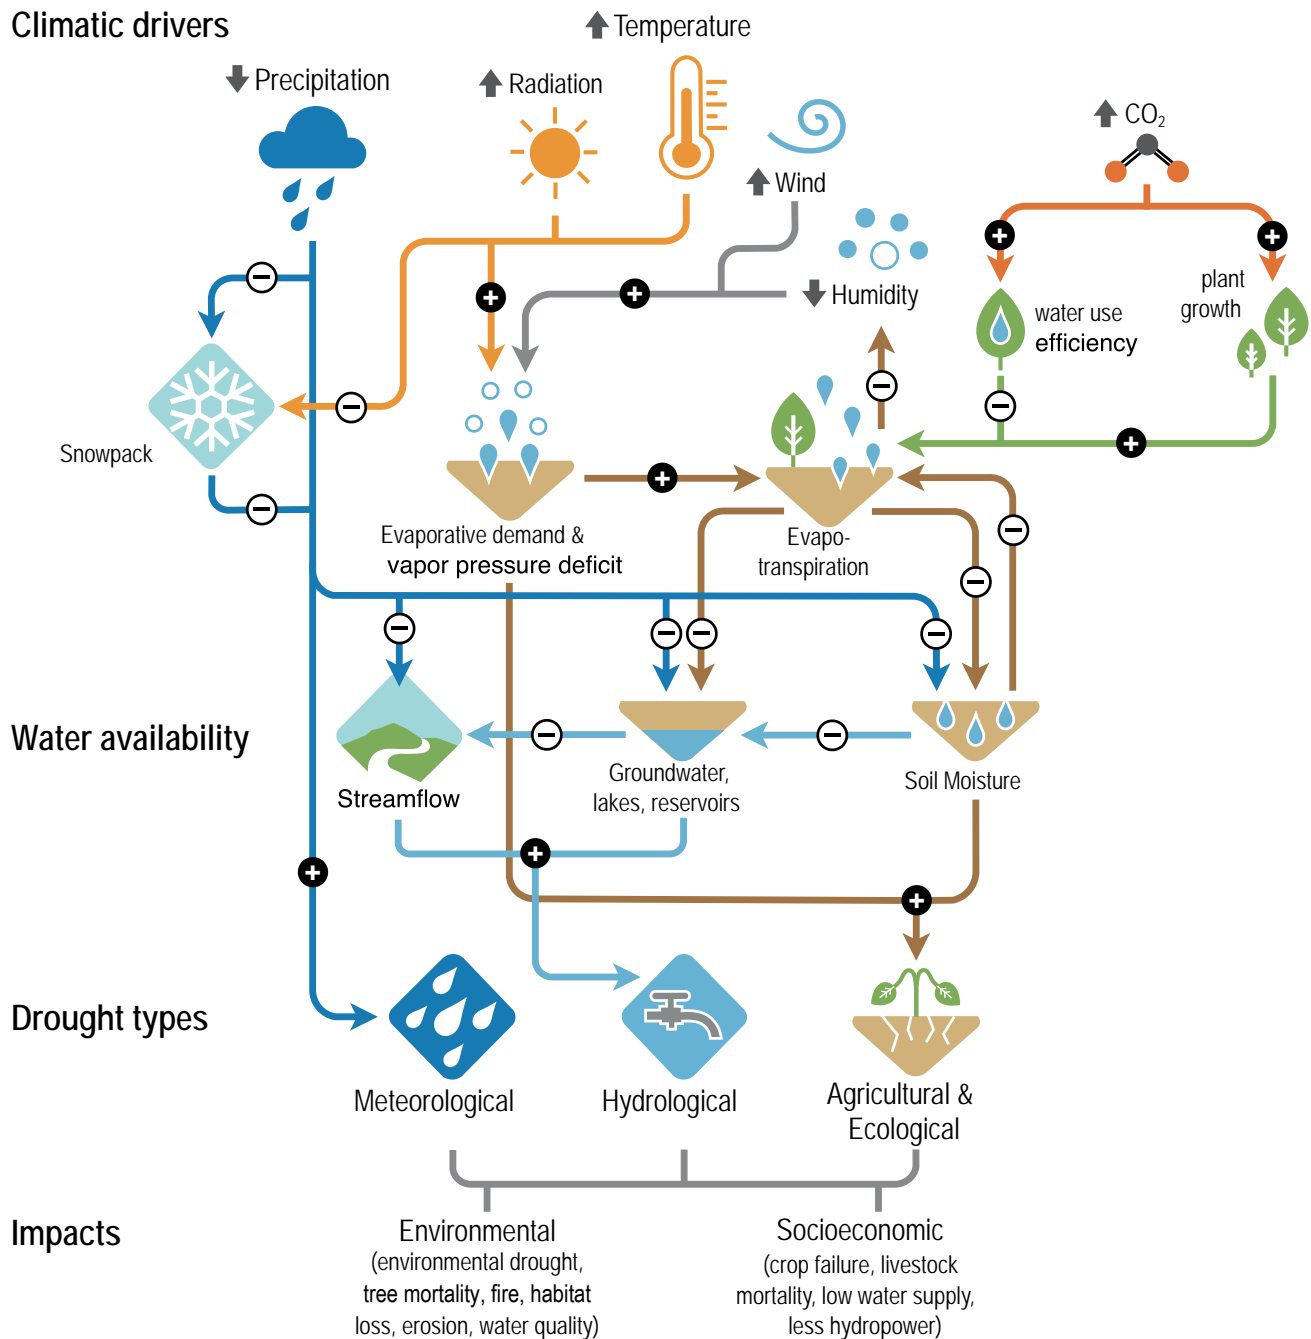 Climatic drivers
Temperature
Precipitation
Radiation
CO₂
Wind
Humidity
plant
growth
water use
efficiency
Snowpack
Evaporative demand &
vapor pressure deficit
Evapo-
transpiration
Water availability
Streamflow
Groundwater,
lakes, reservoirs
Soil Moisture
Drought types
Meteorological
Hydrological
Agricultural &
Ecological
Impacts
Environmental
(environmental drought,
tree mortality, fire, habitat
loss, erosion, water quality)
Socioeconomic
(crop failure, livestock
mortality, low water supply,
less hydropower)